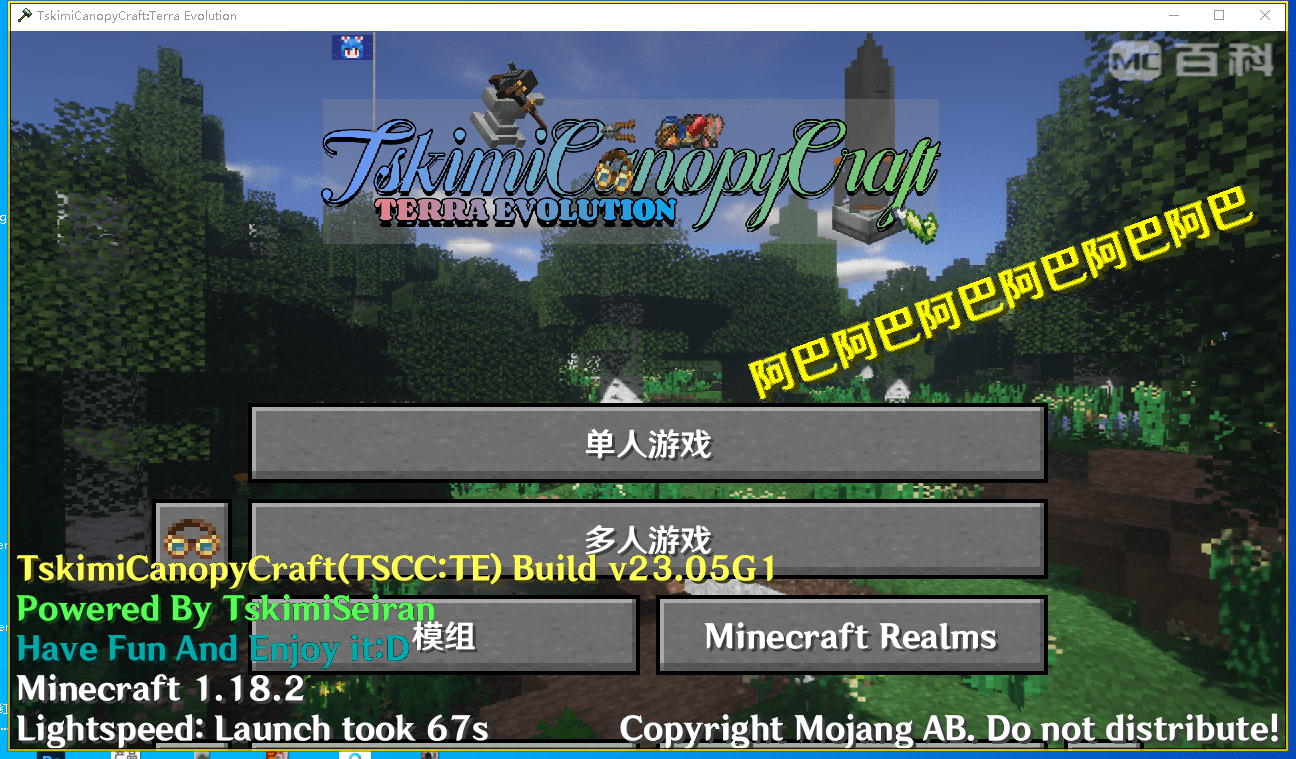 TskimiCanopyCraft:Terra Evolution
MC 百科
TskimiCanopyCraft
TERRA EVOLUTION
阿巴阿巴阿巴阿巴阿巴阿巴
单人游戏
多人游戏
TskimiCanopyCraft(TSCC:TE) Build v23.05G1
Powered By TskimiSeiran
模组
Minecraft Realms
Have Fun And Enjoy it:D
Minecraft 1.18.2
Lightspeed: Launch took 67s
Copyright Mojang AB. Do not distribute!